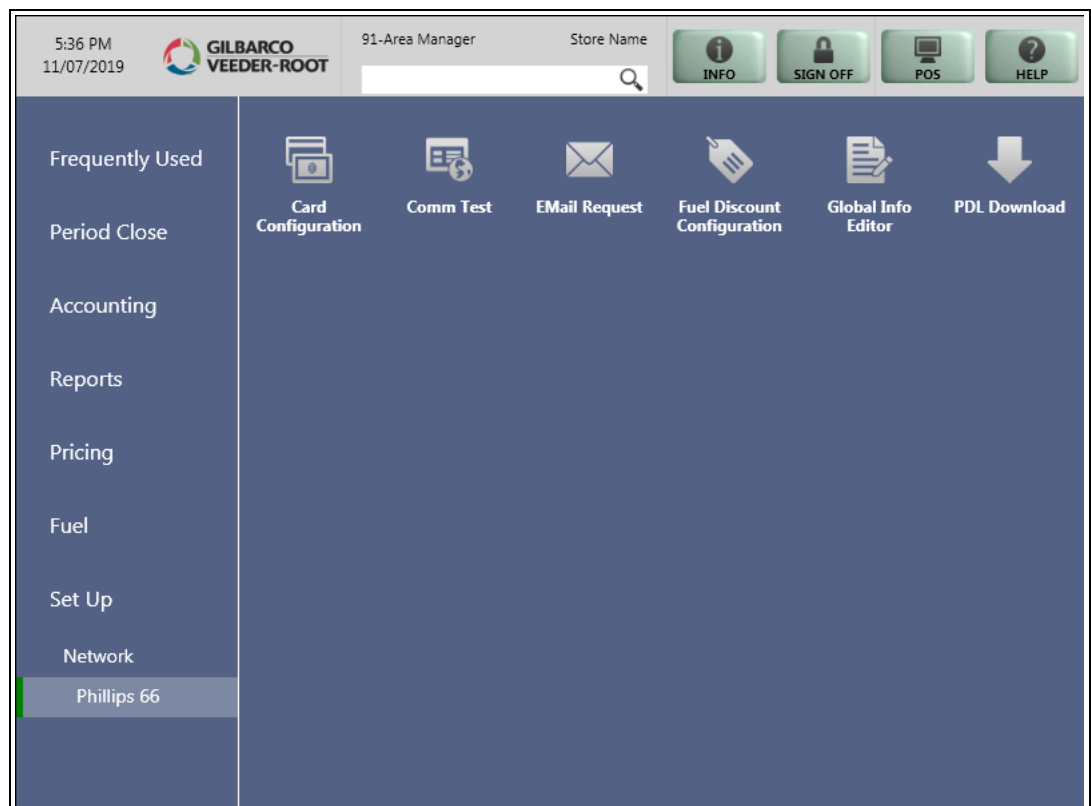 5:36 PM
11/07/2019
GILBARCO
VEEDER-ROOT
91-Area Manager
Store Name
INFO
SIGN OFF
POS
HELP
Frequently Used
Period Close
Accounting
Reports
Pricing
Fuel
Set Up
Network
Phillips 66
Card
Configuration
Comm Test
EMail Request
Fuel Discount
Configuration
Global Info
Editor
PDL Download